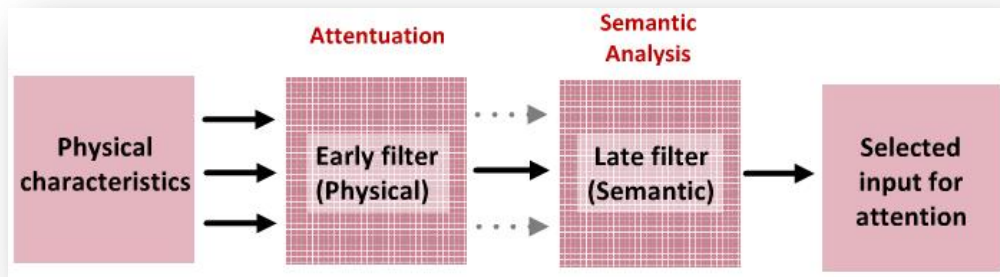 Attentuation
Semantic
Analysis
Physical
characteristics
Early filter
(Physical)
Late filter
(Semantic)
Selected
input for
attention